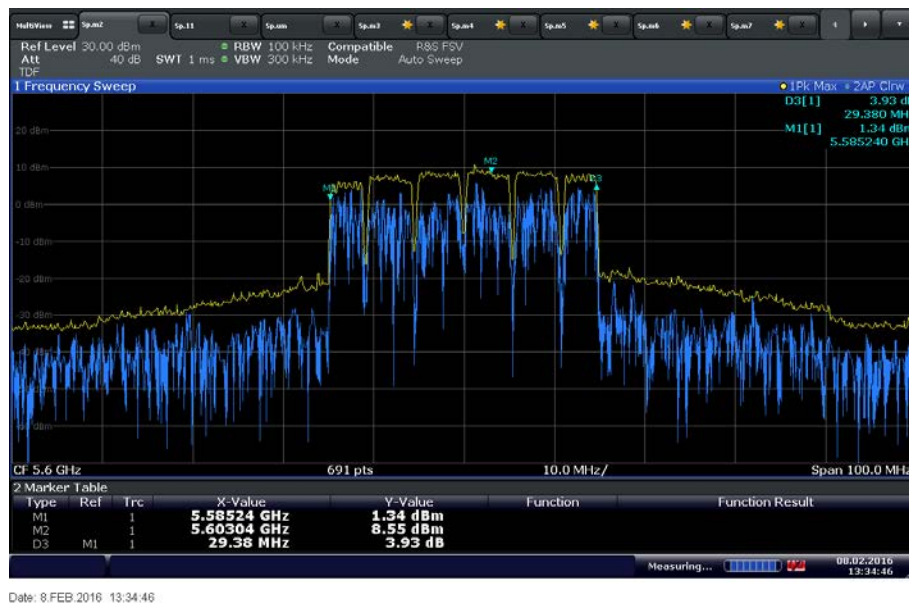 MultiView Sp.m2 x Sp.11 x Sp.um x Sp.m3 x Sp.m4 x Sp.m5 x Sp.m6 x Sp.m7 x
Ref Level 30.00 dBm RBW 100 kHz Compatible R&S FSV
Att 40 dB SWT 1 ms VBW 300 kHz Mode Auto Sweep
TDF
1 Frequency Sweep 1Pk Max 2AP Clrw
D3[1] 3.93 d
29.380 MH
M1[1] 1.34 dBm
5.585240 GH
20 dBm
10 dBm
M2
D3
0 dBm
-10 dBm
-20 dBm
-30 dBm
CF 5.6 GHz 691 pts 10.0 MHz/ Span 100.0 MHz
2 Marker Table
Type Ref Trc X-Value Y-Value Function Function Result
M1 1 5.58524 GHz 1.34 dBm
M2 1 5.60304 GHz 8.55 dBm
D3 M1 1 29.38 MHz 3.93 dB
Measuring... 08.02.2016
13:34:46
Date: 8.FEB.2016 13:34:46